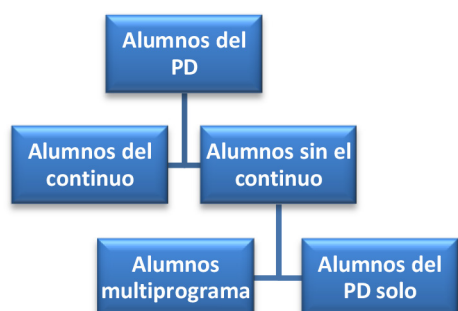 Alumnos del
PD
Alumnos del
continuo
Alumnos sin el
continuo
Alumnos
multiprograma
Alumnos del
PD solo